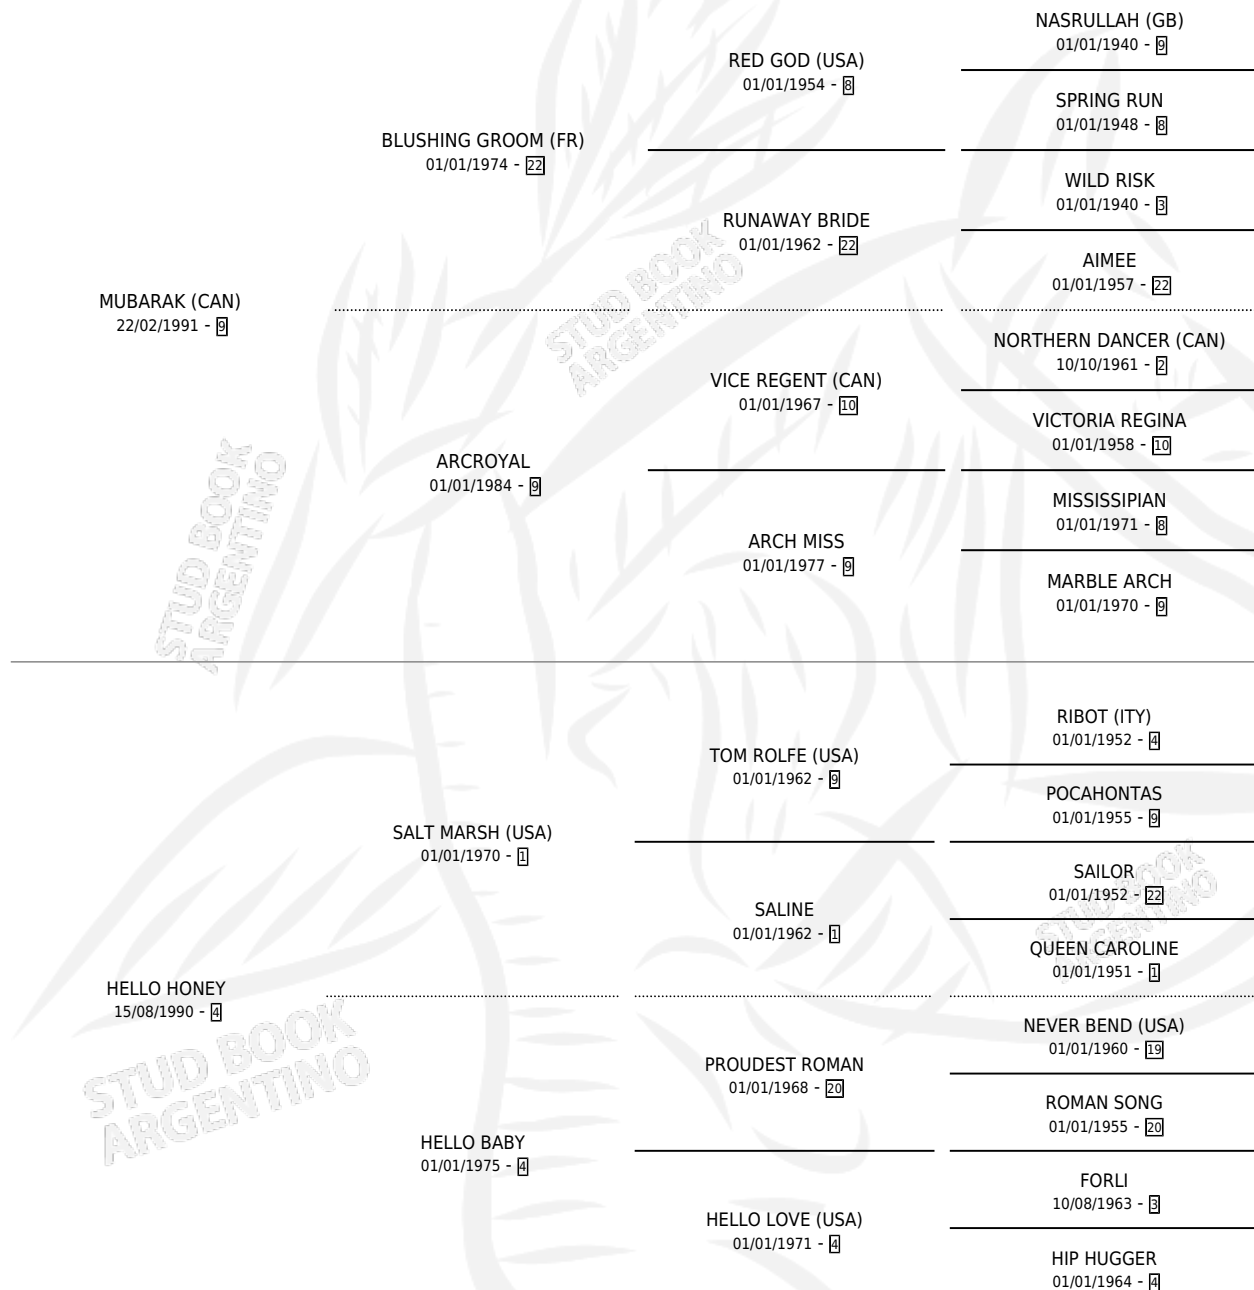 NASRULLAH (GB)
01/01/1940 - 9
RED GOD (USA)
01/01/1954 - 8
SPRING RUN
01/01/1948 - 8
BLUSHING GROOM (FR)
01/01/1974 - 22
WILD RISK
01/01/1940 - 3
RUNAWAY BRIDE
01/01/1962 - 22
AIMEE
01/01/1957 - 22
MUBARAK (CAN)
22/02/1991 - 9
NORTHERN DANCER (CAN)
10/10/1961 - 2
VICE REGENT (CAN)
01/01/1967 - 10
VICTORIA REGINA
01/01/1958 - 10
ARCROYAL
01/01/1984 - 9
MISSISSIPIAN
01/01/1971 - 8
ARCH MISS
01/01/1977 - 9
MARBLE ARCH
01/01/1970 - 9
STUD BOOK
ARGENTINO
STUD BOOK
ARGENTINO
RIBOT (ITY)
01/01/1952 - 4
TOM ROLFE (USA)
01/01/1962 - 9
POCAHONTAS
01/01/1955 - 9
SALT MARSH (USA)
01/01/1970 - 1
SAILOR
01/01/1952 - 22
SALINE
01/01/1962 - 1
QUEEN CAROLINE
01/01/1951 - 1
STUD BOOK
ARGENTINO
HELLO HONEY
15/08/1990 - 4
NEVER BEND (USA)
01/01/1960 - 19
PROUDEST ROMAN
01/01/1968 - 20
ROMAN SONG
01/01/1955 - 20
HELLO BABY
01/01/1975 - 4
FORLI
10/08/1963 - 3
HELLO LOVE (USA)
01/01/1971 - 4
HIP HUGGER
01/01/1964 - 4
STUD BOOK
ARGENTINO